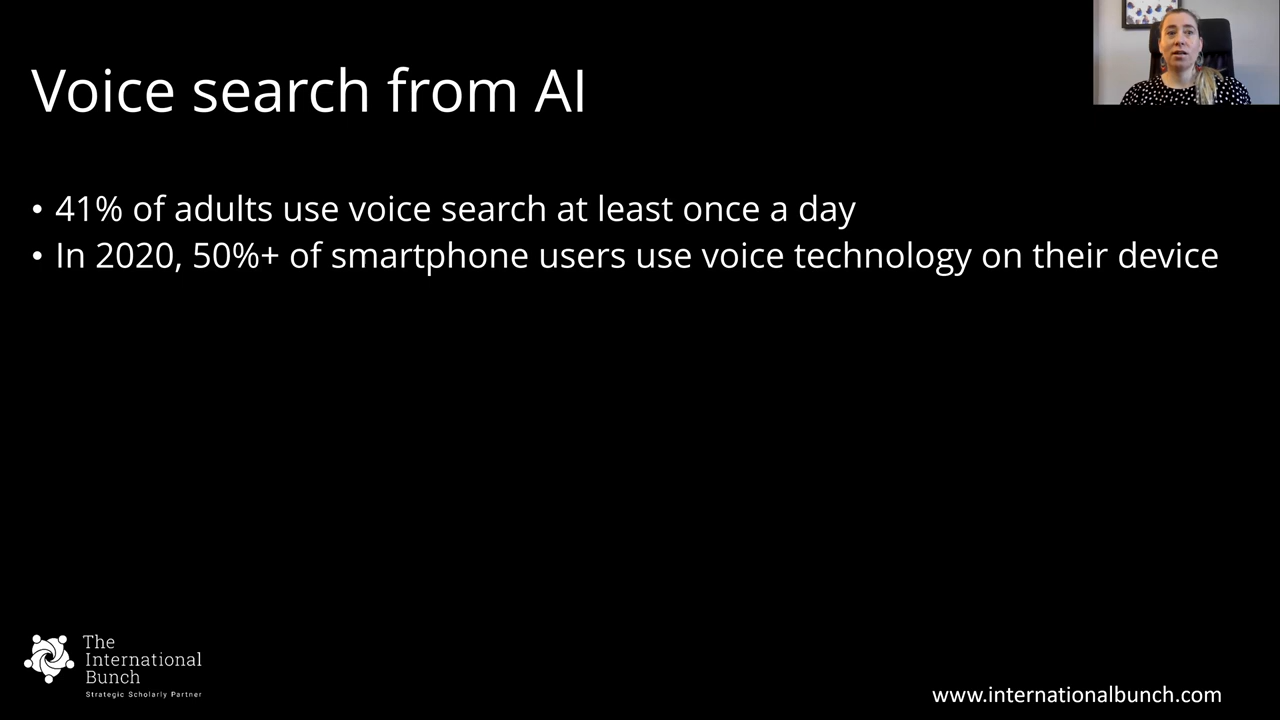 Voice search from AI
• 41% of adults use voice search at least once a day
• In 2020, 50%+ of smartphone users use voice technology on their device
The
International
Bunch
Strategic Scholarly Partner
www.internationalbunch.com